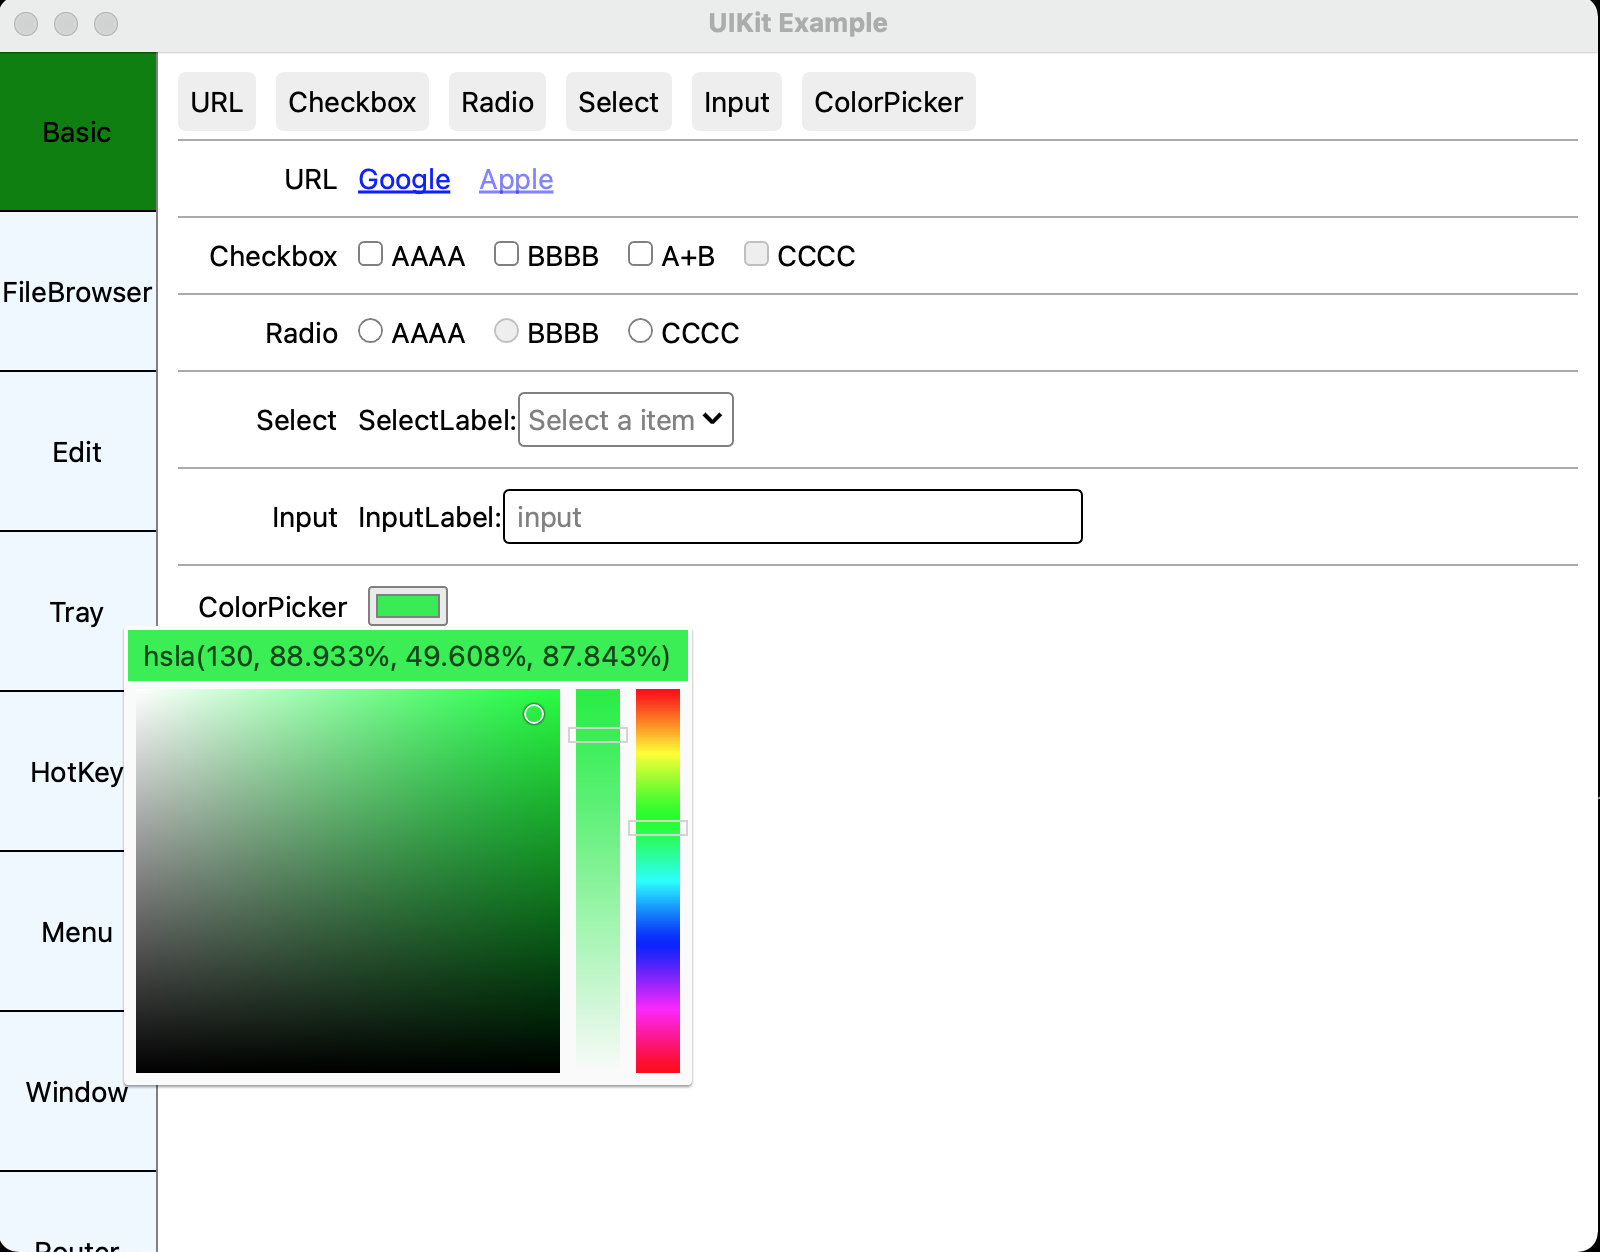 UIKit Example
Basic
FileBrowser
Edit
Tray
HotKey
Menu
Window
Router
URL Checkbox Radio Select Input ColorPicker
URL Google Apple
Checkbox AAAA BBBB A+B CCCC
Radio AAAA BBBB CCCC
Select SelectLabel: Select a item
Input InputLabel: input
ColorPicker
hsla(130, 88.933%, 49.608%, 87.843%)